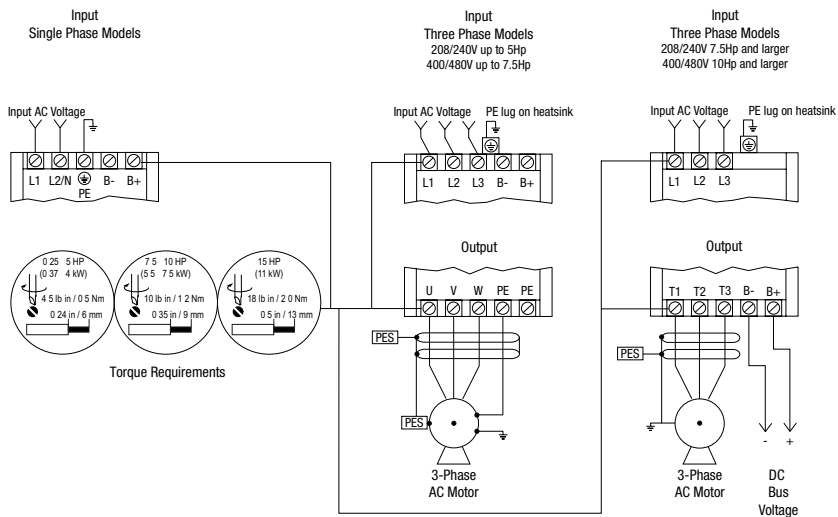 Input
Single Phase Models
Input
Three Phase Models
208/240V up to 5Hp
400/480V up to 7.5Hp
Input
Three Phase Models
208/240V 7.5Hp and larger
400/480V 10Hp and larger
Input AC Voltage
L1 L2/N PE B- B+
Input AC Voltage
PE lug on heatsink
L1 L2 L3 B- B+
Input AC Voltage
PE lug on heatsink
L1 L2 L3
0 25 5 HP
(0 37 4 kW)
4 5 lb in / 0 5 Nm
0 24 in / 6 mm
7 5 10 HP
(5 5 7 5 kW)
10 lb in / 1 2 Nm
0 35 in / 9 mm
15 HP
(11 kW)
18 lb in / 2 0 Nm
0 5 in / 13 mm
Torque Requirements
Output
U V W PE PE
PES
PES
3-Phase
AC Motor
Output
T1 T2 T3 B- B+
PES
- +
3-Phase
AC Motor
DC
Bus
Voltage